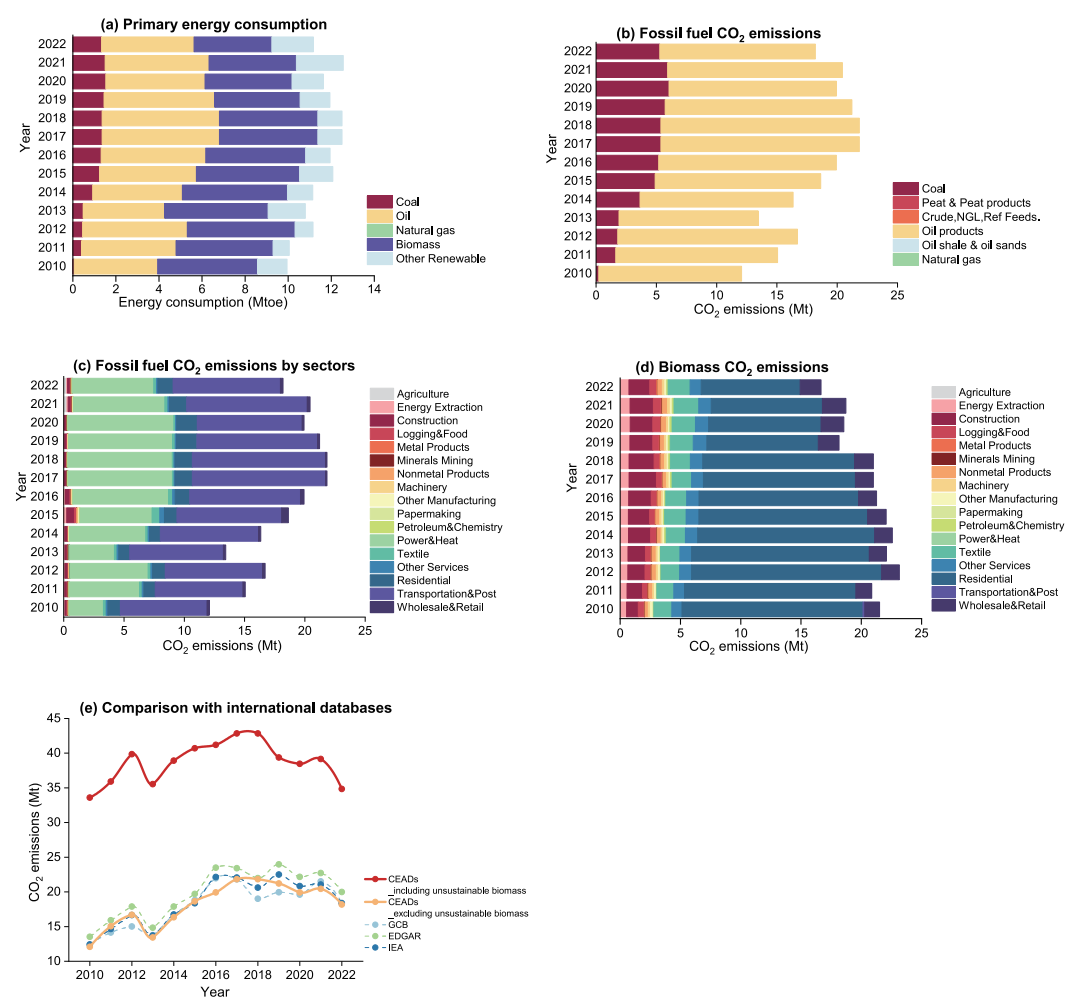 (a) Primary energy consumption
2022
2021
2020
2019
2018
2017
2016
2015
2014
2013
2012
2011
2010
Year
0 2 4 6 8 10 12 14
Energy consumption (Mtoe)
Coal
Oil
Natural gas
Biomass
Other Renewable
(b) Fossil fuel CO2 emissions
2022
2021
2020
2019
2018
2017
2016
2015
2014
2013
2012
2011
2010
Year
0 5 10 15 20 25
CO2 emissions (Mt)
Coal
Peat & Peat products
Crude,NGL,Ref Feeds.
Oil products
Oil shale & oil sands
Natural gas
(c) Fossil fuel CO2 emissions by sectors
2022
2021
2020
2019
2018
2017
2016
2015
2014
2013
2012
2011
2010
Year
0 5 10 15 20 25
CO2 emissions (Mt)
Agriculture
Energy Extraction
Construction
Logging&Food
Metal Products
Minerals Mining
Nonmetal Products
Machinery
Other Manufacturing
Papermaking
Petroleum&Chemistry
Power&Heat
Textile
Other Services
Residential
Transportation&Post
Wholesale&Retail
(d) Biomass CO2 emissions
2022
2021
2020
2019
2018
2017
2016
2015
2014
2013
2012
2011
2010
Year
0 5 10 15 20 25
CO2 emissions (Mt)
Agriculture
Energy Extraction
Construction
Logging&Food
Metal Products
Minerals Mining
Nonmetal Products
Machinery
Other Manufacturing
Papermaking
Petroleum&Chemistry
Power&Heat
Textile
Other Services
Residential
Transportation&Post
Wholesale&Retail
(e) Comparison with international databases
45
40
35
30
25
20
15
10
CO2 emissions (Mt)
2010 2012 2014 2016 2018 2020 2022
Year
CEADs
_including unsustainable biomass
CEADs
_excluding unsustainable biomass
GCB
EDGAR
IEA